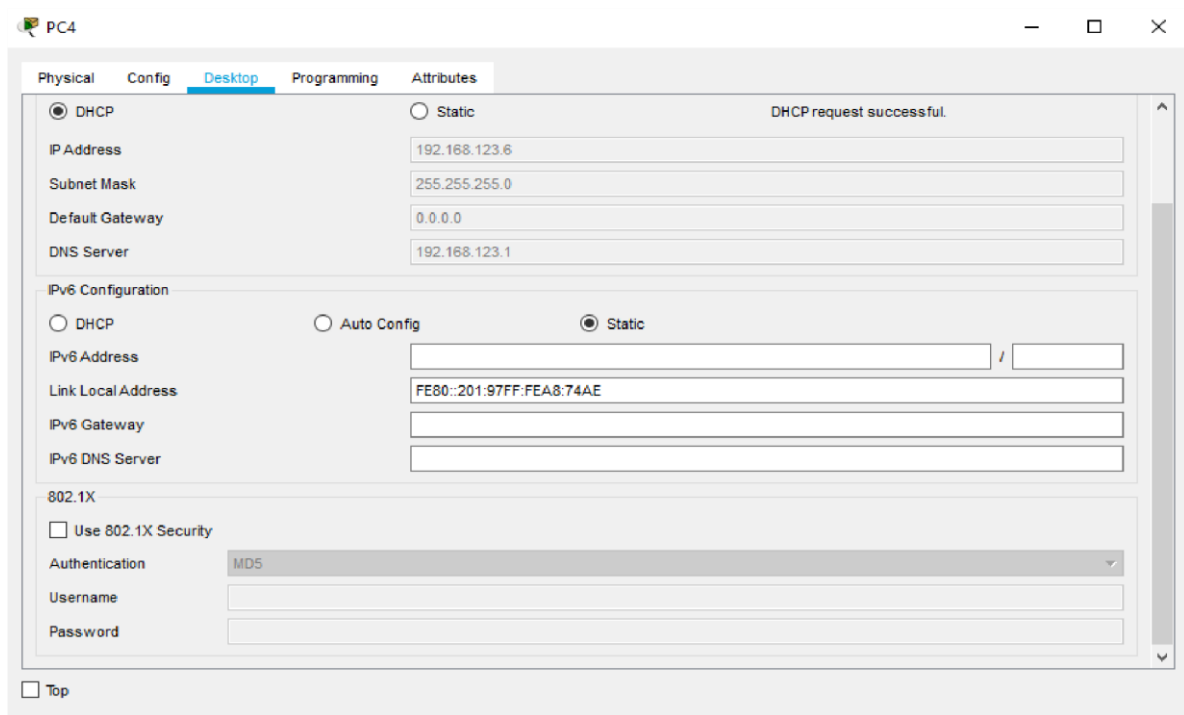 PC4
Physical Config Desktop Programming Attributes
DHCP Static DHCP request successful.
IP Address 192.168.123.6
Subnet Mask 255.255.255.0
Default Gateway 0.0.0.0
DNS Server 192.168.123.1
IPv6 Configuration
DHCP Auto Config Static
IPv6 Address /
Link Local Address FE80::201:97FF:FEA8:74AE
IPv6 Gateway
IPv6 DNS Server
802.1X
Use 802.1X Security
Authentication MD5
Username
Password
Top